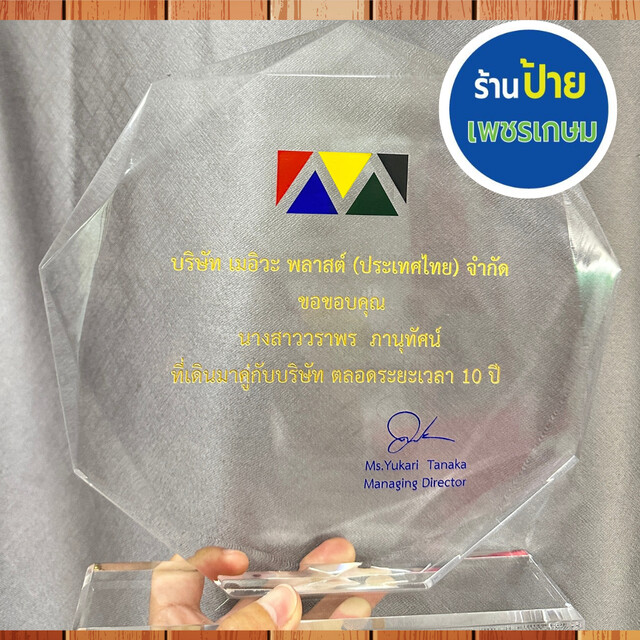 ร้านป้าย
เพชรเกษม
บริษัท เมอิวะ พลาสต์ (ประเทศไทย) จำกัด
ขอขอบคุณ
นางสาววราพร ภานุทัศน์
ที่เดินมาคู่กับบริษัท ตลอดระยะเวลา 10 ปี
Ms.Yukari Tanaka
Managing Director